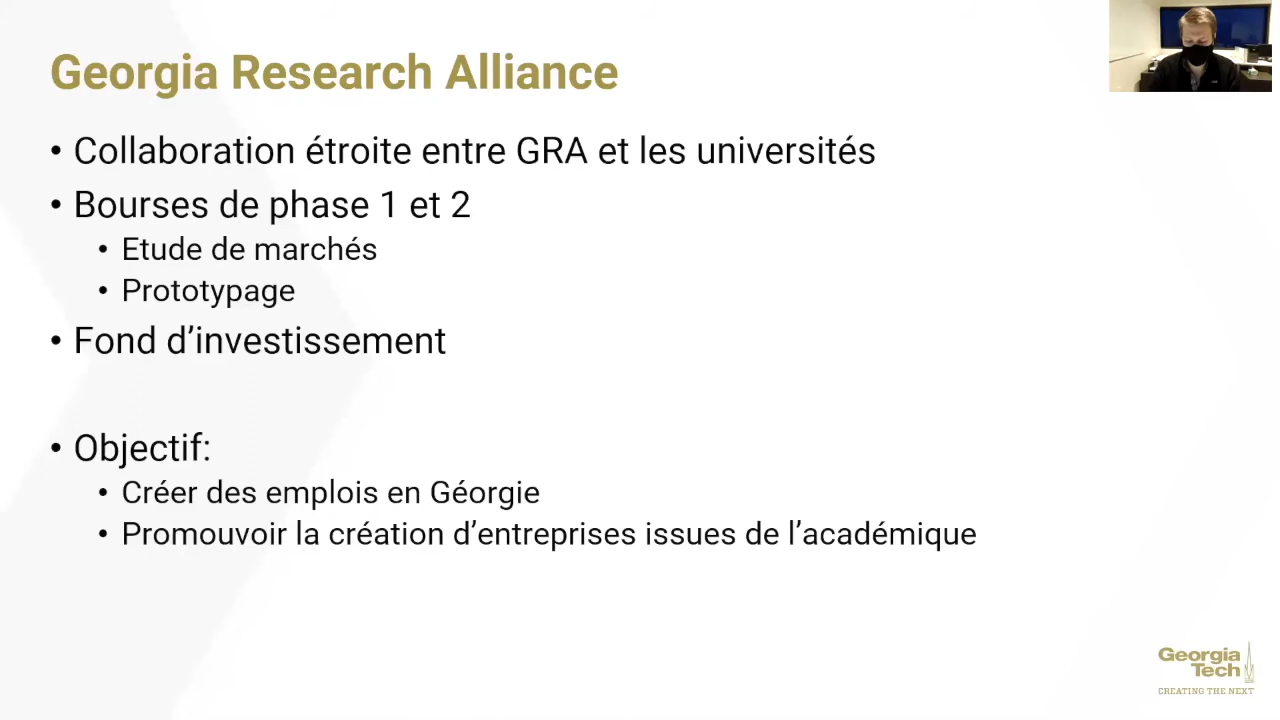 Georgia Research Alliance
• Collaboration étroite entre GRA et les universités
• Bourses de phase 1 et 2
• Etude de marchés
• Prototypage
• Fond d’investissement
• Objectif:
• Créer des emplois en Géorgie
• Promouvoir la création d’entreprises issues de l’académique
Georgia
Tech
CREATING THE NEXT